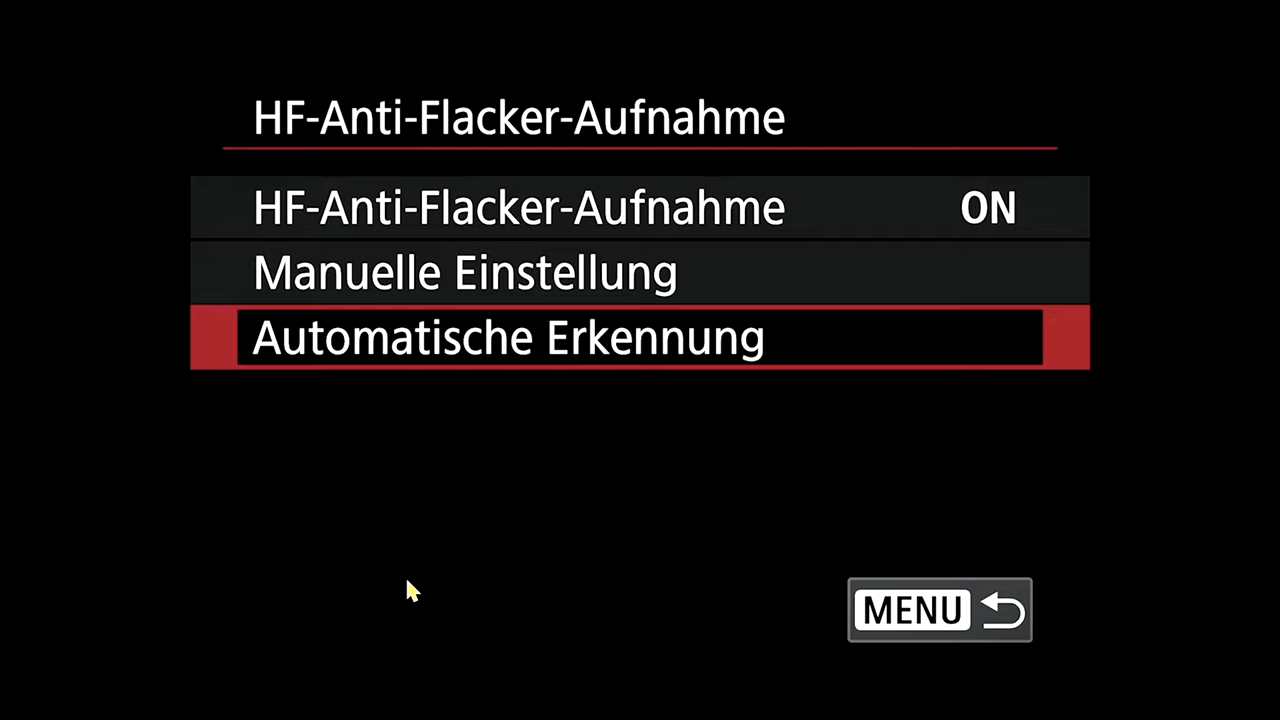 HF-Anti-Flacker-Aufnahme
HF-Anti-Flacker-Aufnahme ON
Manuelle Einstellung
Automatische Erkennung
MENU